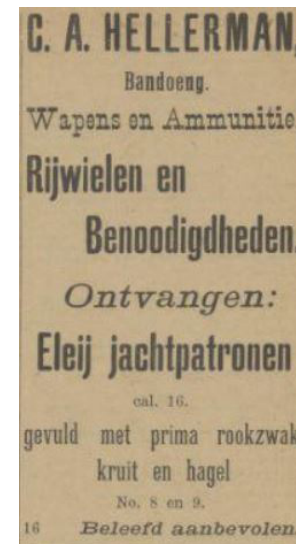 C. A. HELLERMAN,
Bandoeng.
Wapens en Ammunitie
Rijwielen en
Benoodigdheden.
Ontvangen:
Eleij jachtpatronen
cal. 16.
gevuld met prima rookzwak
kruit en hagel
No. 8 en 9.
16 Beleefd aanbevolen.